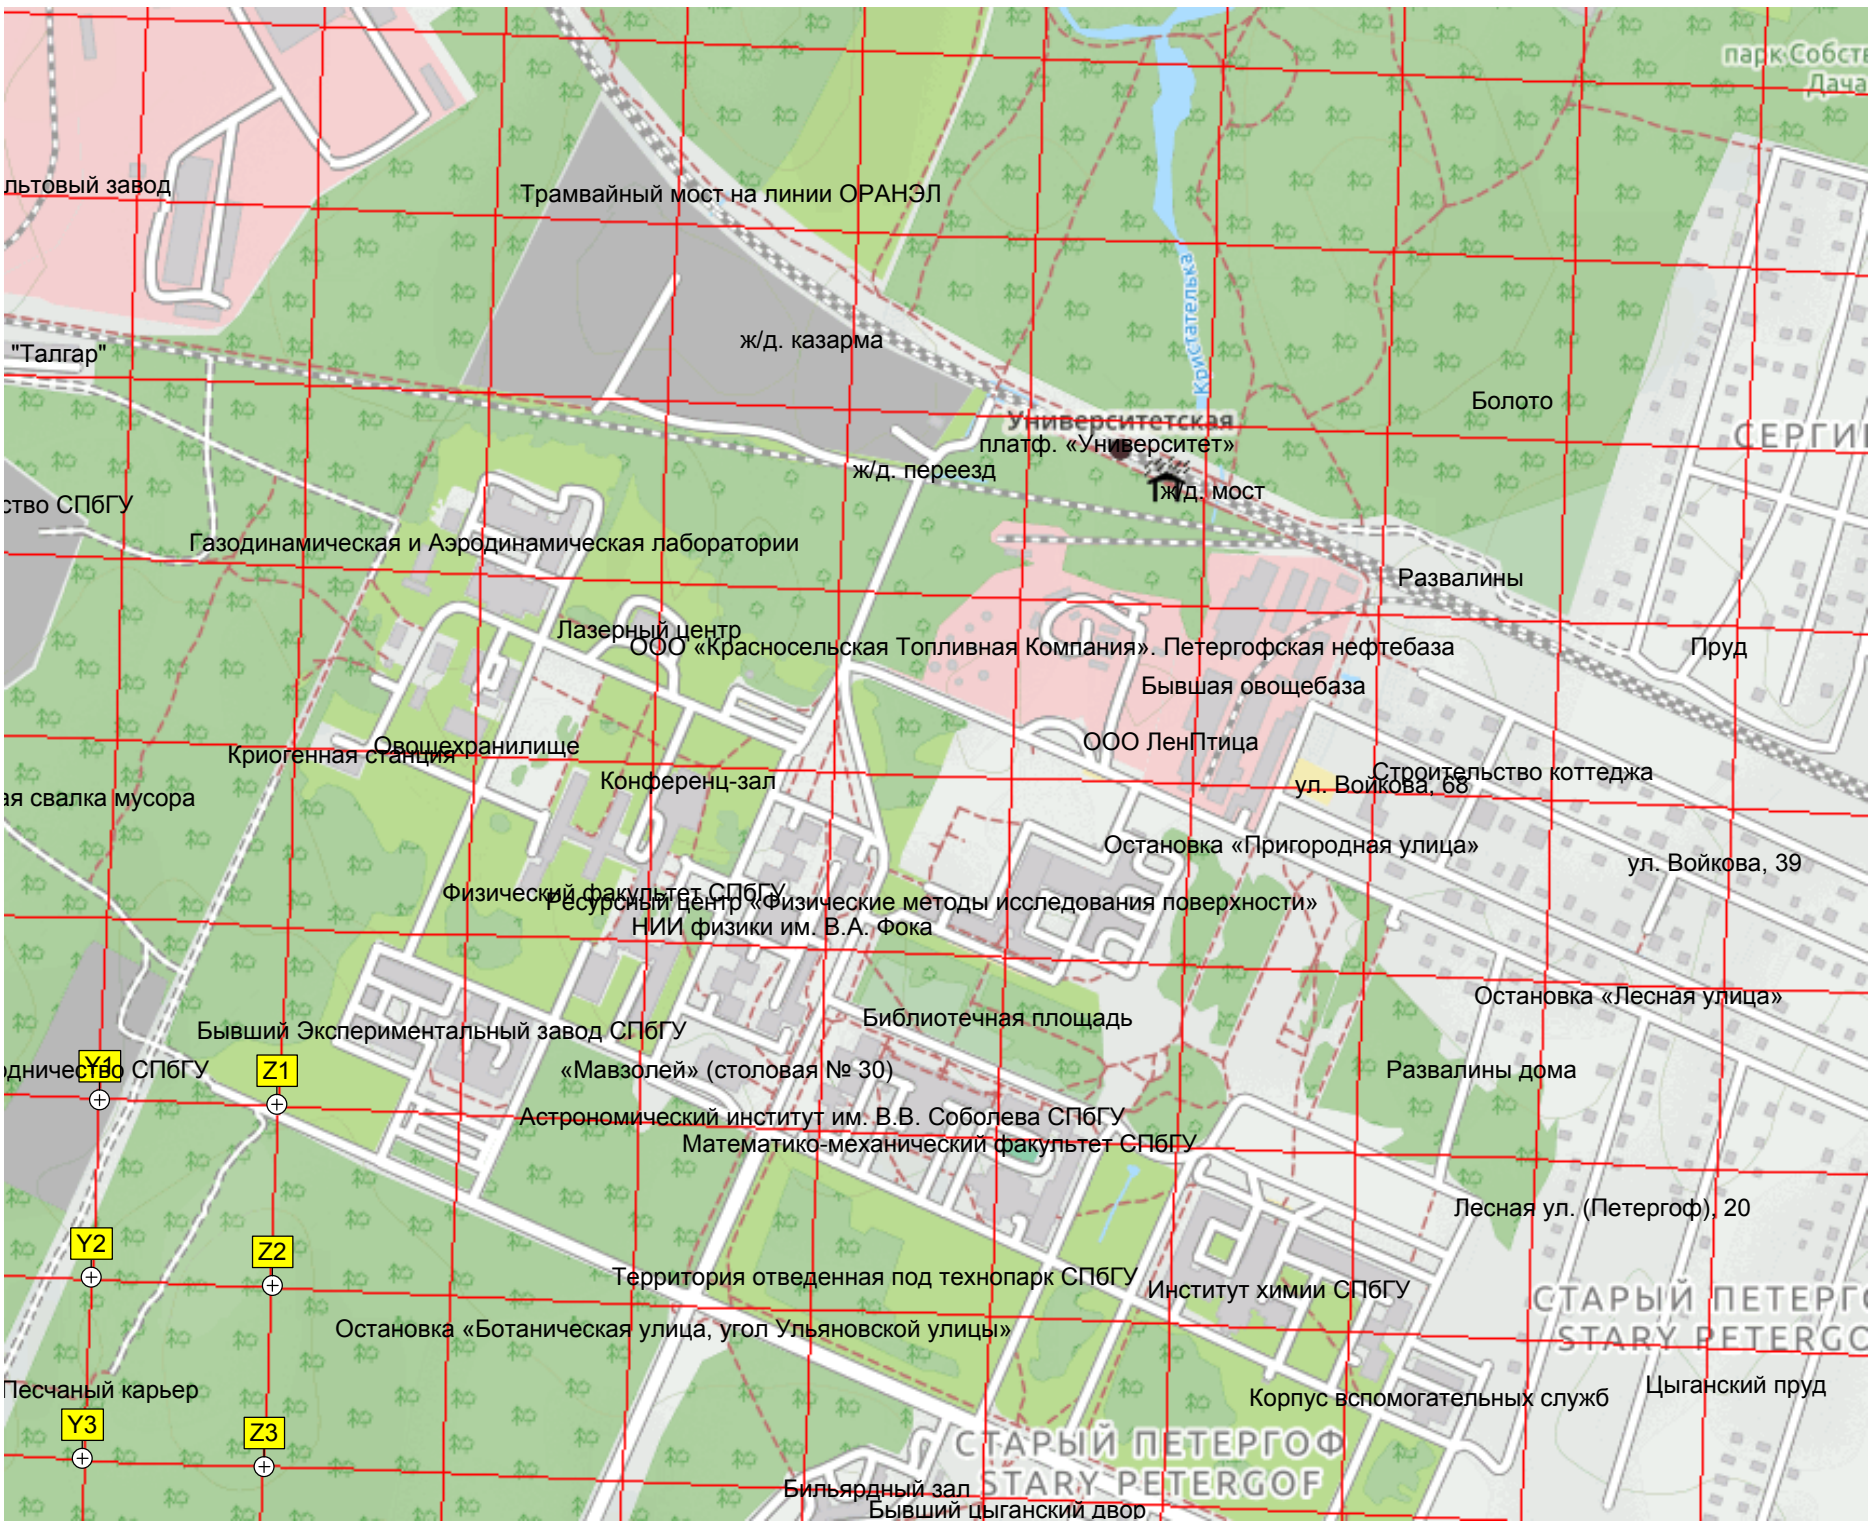 парк Собств
Дача
льтовый завод
Трамвайный мост на линии ОРАНЭЛ
Кристателька
ж/д. казарма
"Талгар"
Болото
Университетская
платф. «Университет»
СЕРГИ
ж/д. переезд
ж/д. мост
ство СПбГУ
Газодинамическая и Аэродинамическая лаборатории
Развалины
Лазерный центр
ООО «Красносельская Топливная Компания». Петергофская нефтебаза
Пруд
Бывшая овощебаза
ООО ЛенПтица
Овощехранилище
Криогенная станция
Конференц-зал
Строительство коттеджа
ул. Войкова, 68
ая свалка мусора
Остановка «Пригородная улица»
ул. Войкова, 39
Физический факультет СПбГУ
Ресурсный центр «Физические методы исследования поверхности»
НИИ физики им. В.А. Фока
Остановка «Лесная улица»
Библиотечная площадь
Бывший Экспериментальный завод СПбГУ
Y1
Z1
одничество СПбГУ
«Мавзолей» (столовая № 30)
Развалины дома
Астрономический институт им. В.В. Соболева СПбГУ
Математико-механический факультет СПбГУ
Лесная ул. (Петергоф), 20
Y2
Z2
Территория отведенная под технопарк СПбГУ
Институт химии СПбГУ
СТАРЫЙ ПЕТЕРГО
STARY PETERGO
Остановка «Ботаническая улица, угол Ульяновской улицы»
Песчаный карьер
Корпус вспомогательных служб
Цыганский пруд
Y3
Z3
СТАРЫЙ ПЕТЕРГОФ
STARY PETERGOF
Бильярдный зал
Бывший цыганский двор